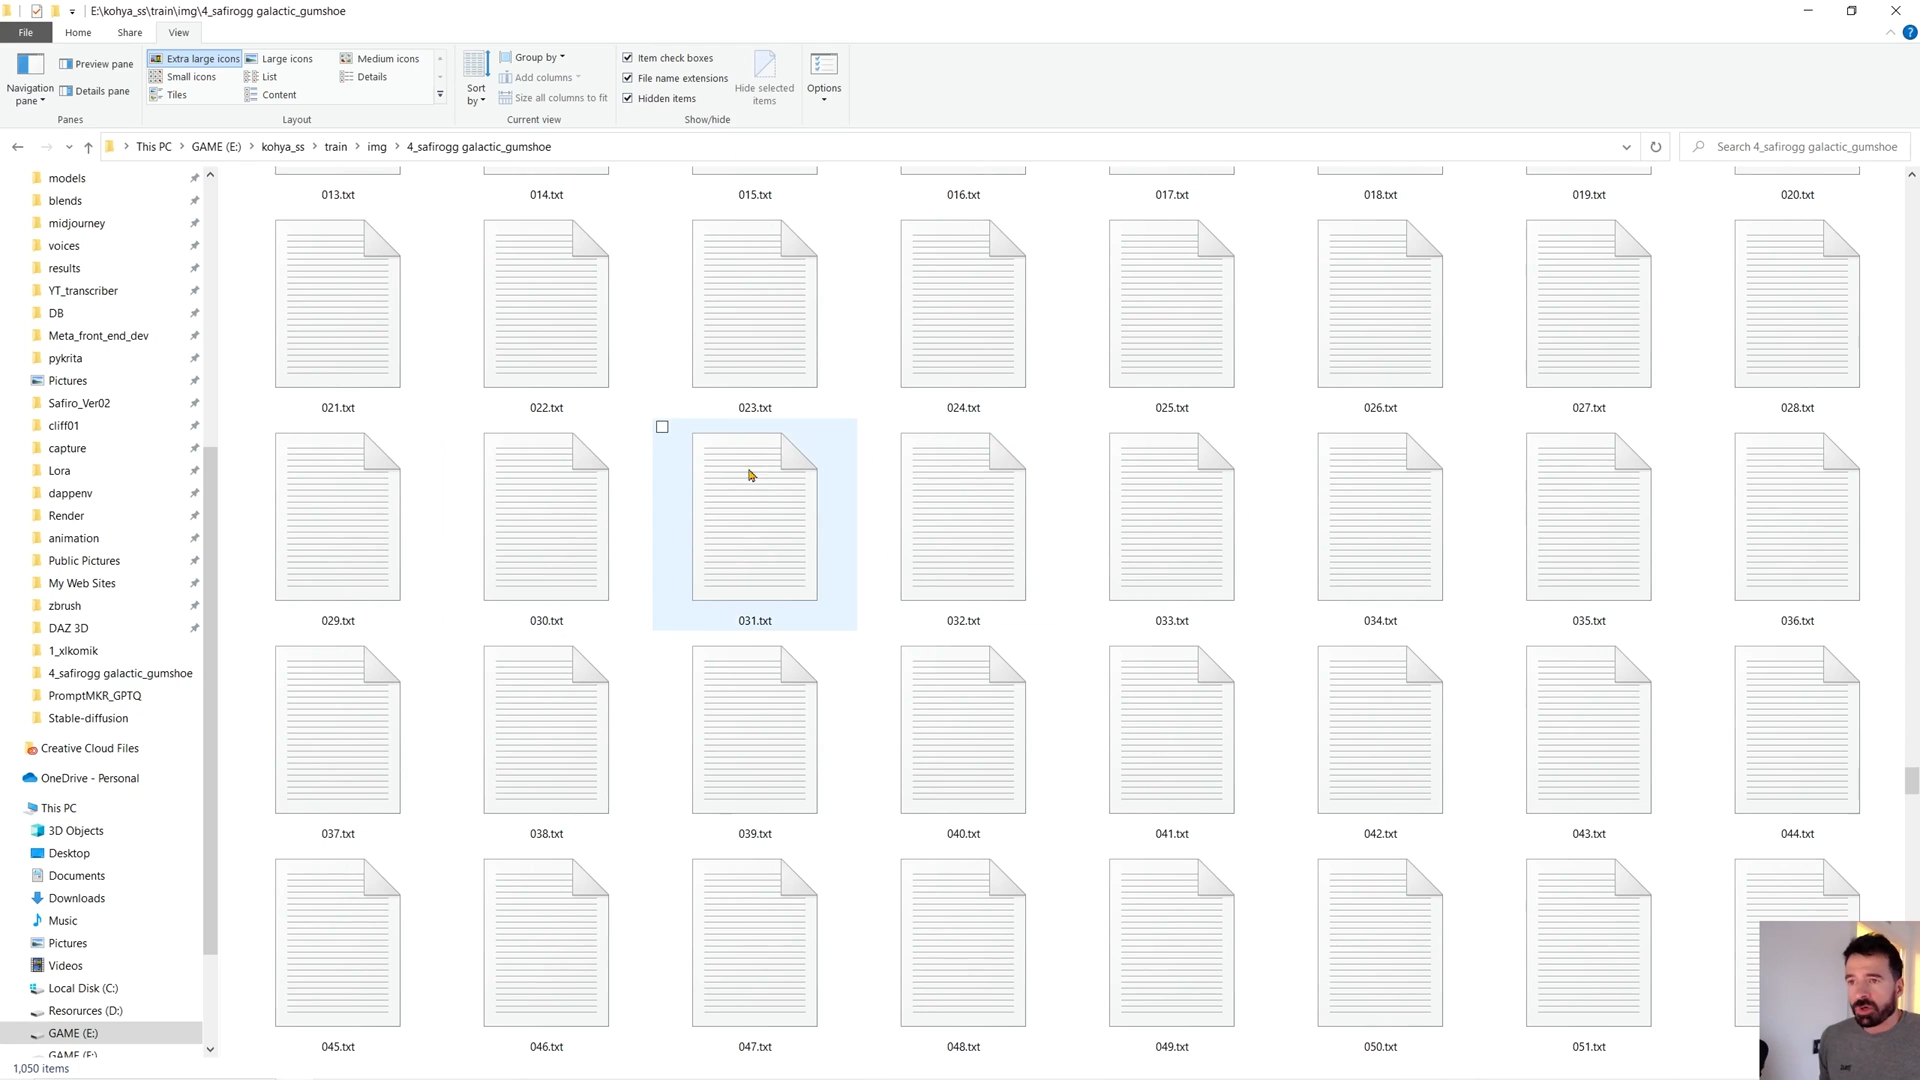 E:\kohya_ss\train\img\4_safirogg galactic_gumshoe
File
Home
Share
View
Navigation pane
Preview pane
Details pane
Panes
Extra large icons
Large icons
Medium icons
Small icons
List
Details
Tiles
Content
Layout
Sort by
Group by
Add columns
Size all columns to fit
Current view
Item check boxes
File name extensions
Hidden items
Hide selected items
Show/hide
Options
This PC
GAME (E:)
kohya_ss
train
img
4_safirogg galactic_gumshoe
Search 4_safirogg galactic_gumshoe
models
blends
midjourney
voices
results
YT_transcriber
DB
Meta_front_end_dev
pykrita
Pictures
Safiro_Ver02
cliff01
capture
Lora
dappenv
Render
animation
Public Pictures
My Web Sites
zbrush
DAZ 3D
1_xlkomik
4_safirogg galactic_gumshoe
PromptMKR_GPTQ
Stable-diffusion
Creative Cloud Files
OneDrive - Personal
This PC
3D Objects
Desktop
Documents
Downloads
Music
Pictures
Videos
Local Disk (C:)
Resorurces (D:)
GAME (E:)
GAME (E:)
013.txt
014.txt
015.txt
016.txt
017.txt
018.txt
019.txt
020.txt
021.txt
022.txt
023.txt
024.txt
025.txt
026.txt
027.txt
028.txt
029.txt
030.txt
031.txt
032.txt
033.txt
034.txt
035.txt
036.txt
037.txt
038.txt
039.txt
040.txt
041.txt
042.txt
043.txt
044.txt
045.txt
046.txt
047.txt
048.txt
049.txt
050.txt
051.txt
1,050 items